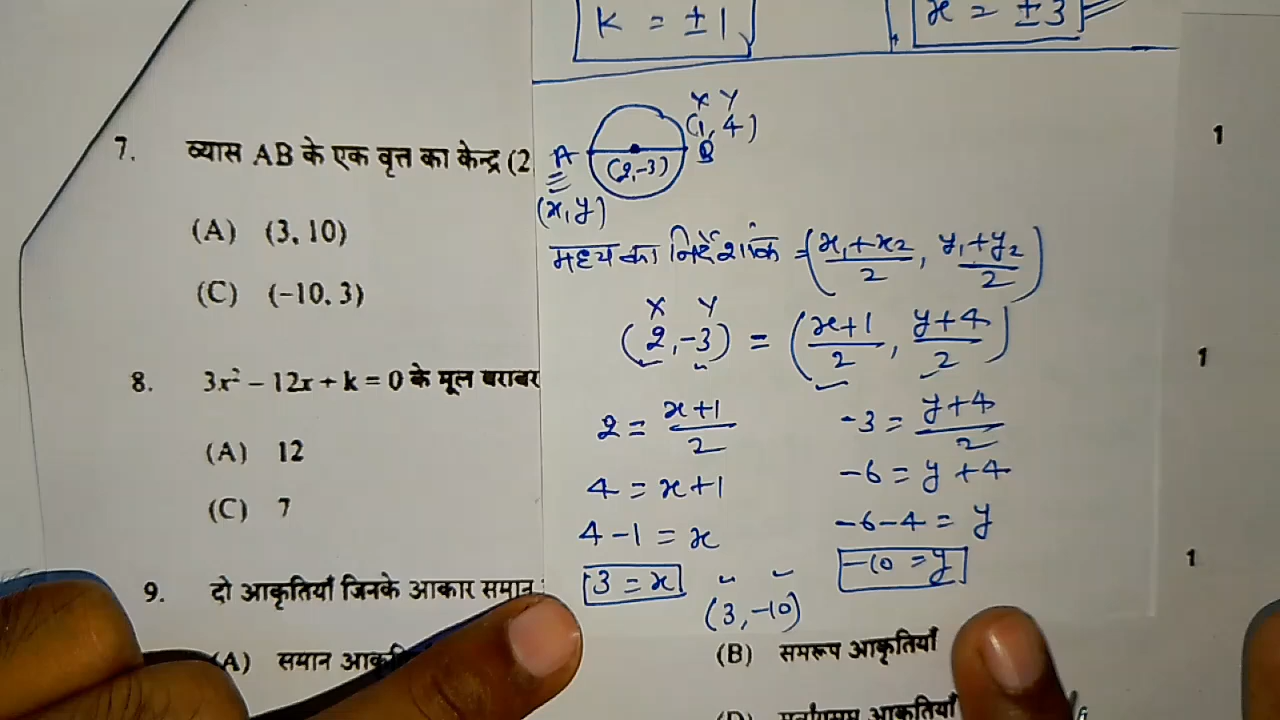 K = ±1
x = ±3
7. व्यास AB के एक वृत्त का केन्द्र (2
(A) (3, 10)
(C) (-10, 3)
8. 3x² – 12x + k = 0 के मूल बराबर
(A) 12
(C) 7
9. दो आकृतियाँ जिनके आकार समान
(A) समान
X Y
(1, 4)
A B
(2,-3)
(x,y)
मध्य का निर्देशांक = (x₁+x₂/2, y₁+y₂/2)
X Y
(2,-3) = (x+1/2, y+4/2)
2 = x+1/2
-3 = y+4/2
4 = x+1
-6 = y+4
4-1 = x
-6-4 = y
3 = x
-10 = y
(3,-10)
(B) समरूप आकृतियाँ
आकृतियाँ
1
1
1